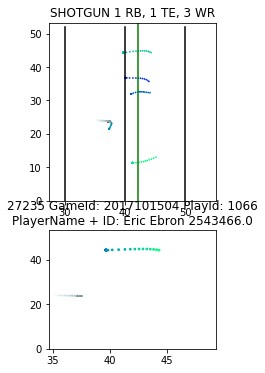 SHOTGUN 1 RB, 1 TE, 3 WR
50
40
30
20
10
0
30 40 50
27235 GameId: 2017101504 PlayId: 1066
PlayerName + ID: Eric Ebron 2543466.0
40
20
0
35 40 45